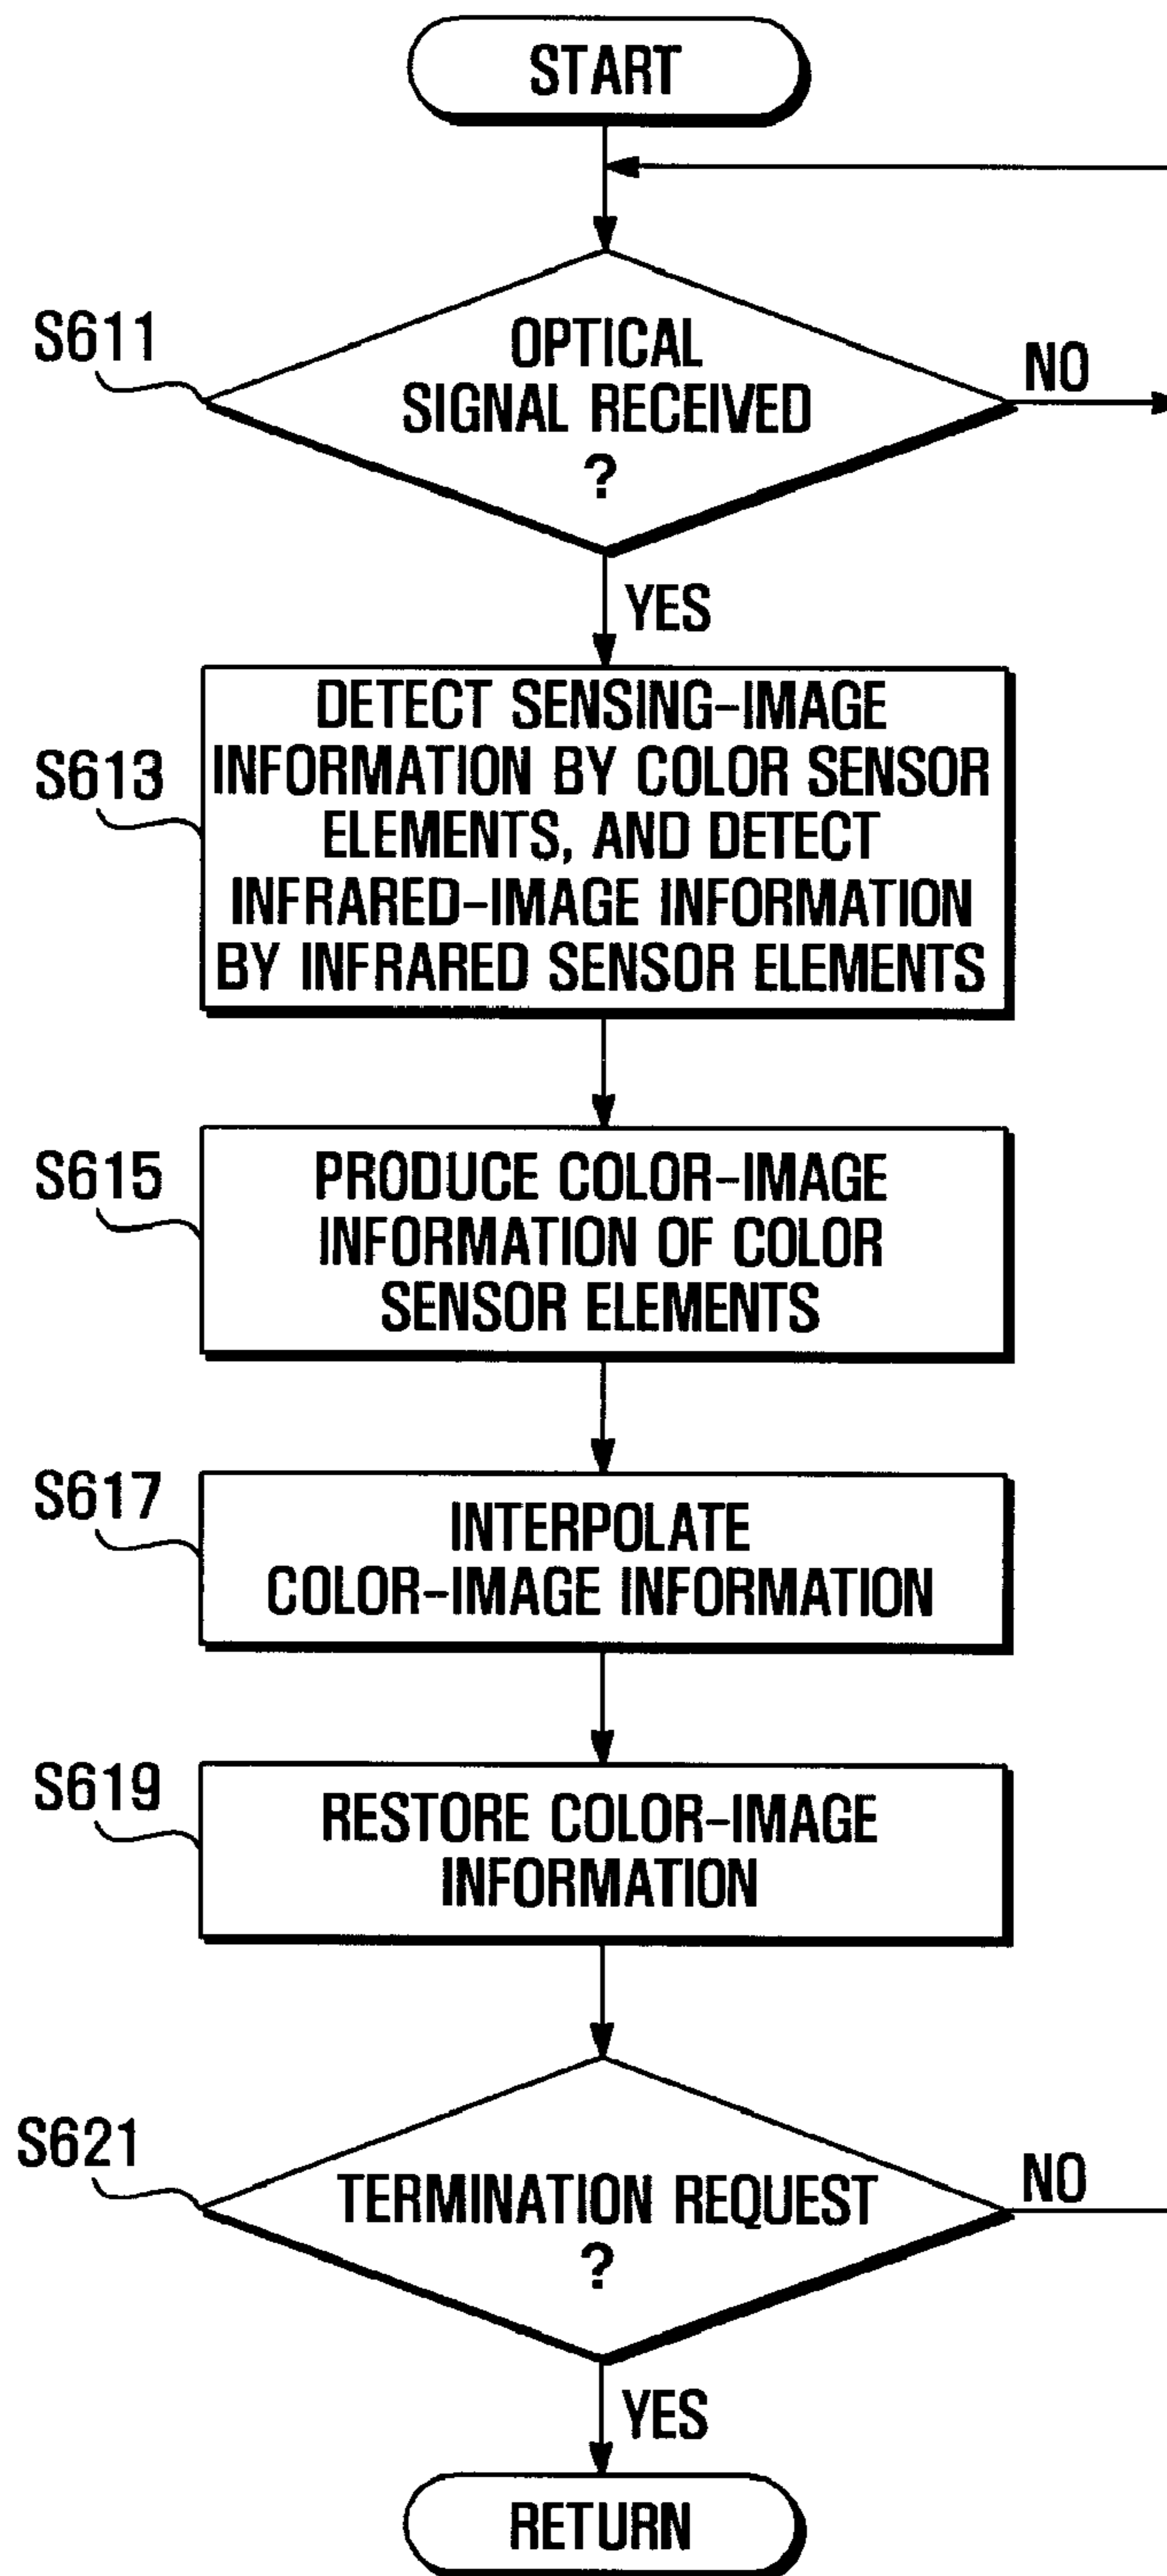 START
S611
OPTICAL
SIGNAL RECEIVED
?
NO
YES
S613
DETECT SENSING-IMAGE
INFORMATION BY COLOR SENSOR
ELEMENTS, AND DETECT
INFRARED-IMAGE INFORMATION
BY INFRARED SENSOR ELEMENTS
S615
PRODUCE COLOR-IMAGE
INFORMATION OF COLOR
SENSOR ELEMENTS
S617
INTERPOLATE
COLOR-IMAGE INFORMATION
S619
RESTORE COLOR-IMAGE
INFORMATION
S621
TERMINATION REQUEST
?
NO
YES
RETURN